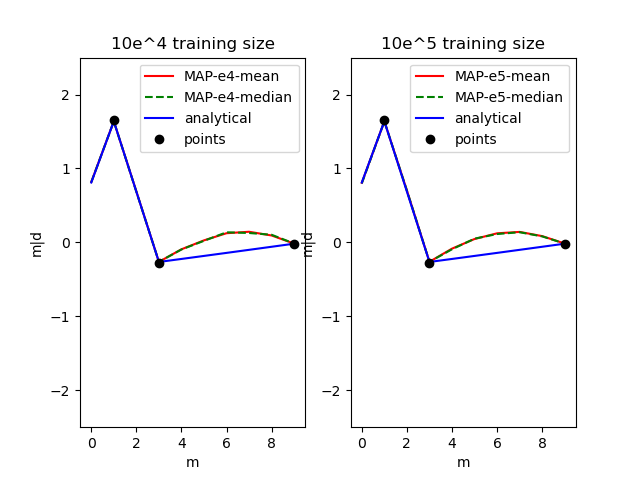 10e^4 training size
MAP-e4-mean
MAP-e4-median
analytical
points
2
1
0
−1
−2
m|d
0 2 4 6 8
m
10e^5 training size
MAP-e5-mean
MAP-e5-median
analytical
points
2
1
0
−1
−2
m|d
0 2 4 6 8
m